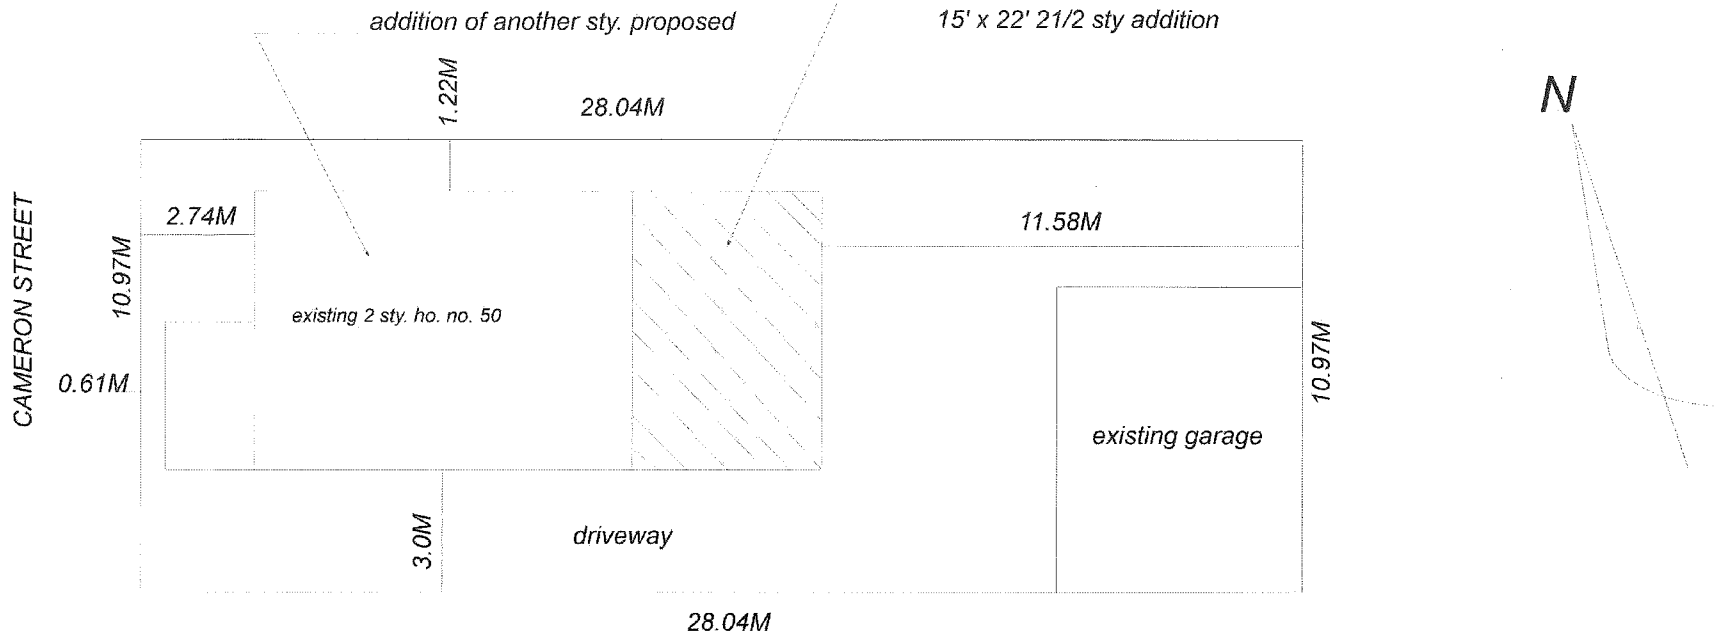 addition of another sty. proposed
15' x 22' 21/2 sty addition
1.22M
28.04M
N
2.74M
11.58M
CAMERON STREET
10.97M
existing 2 sty. ho. no. 50
0.61M
10.97M
existing garage
3.0M
driveway
28.04M